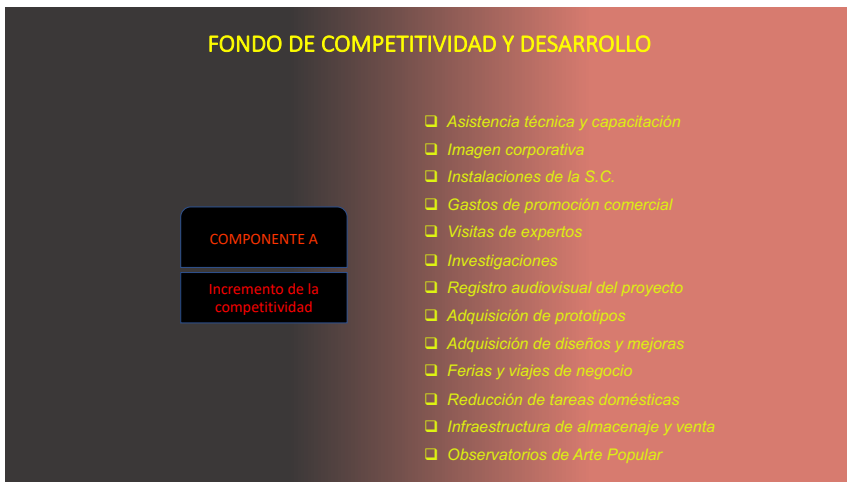 FONDO DE COMPETITIVIDAD Y DESARROLLO
COMPONENTE A
Incremento de la
competitividad
❑ Asistencia técnica y capacitación
❑ Imagen corporativa
❑ Instalaciones de la S.C.
❑ Gastos de promoción comercial
❑ Visitas de expertos
❑ Investigaciones
❑ Registro audiovisual del proyecto
❑ Adquisición de prototipos
❑ Adquisición de diseños y mejoras
❑ Ferias y viajes de negocio
❑ Reducción de tareas domésticas
❑ Infraestructura de almacenaje y venta
❑ Observatorios de Arte Popular